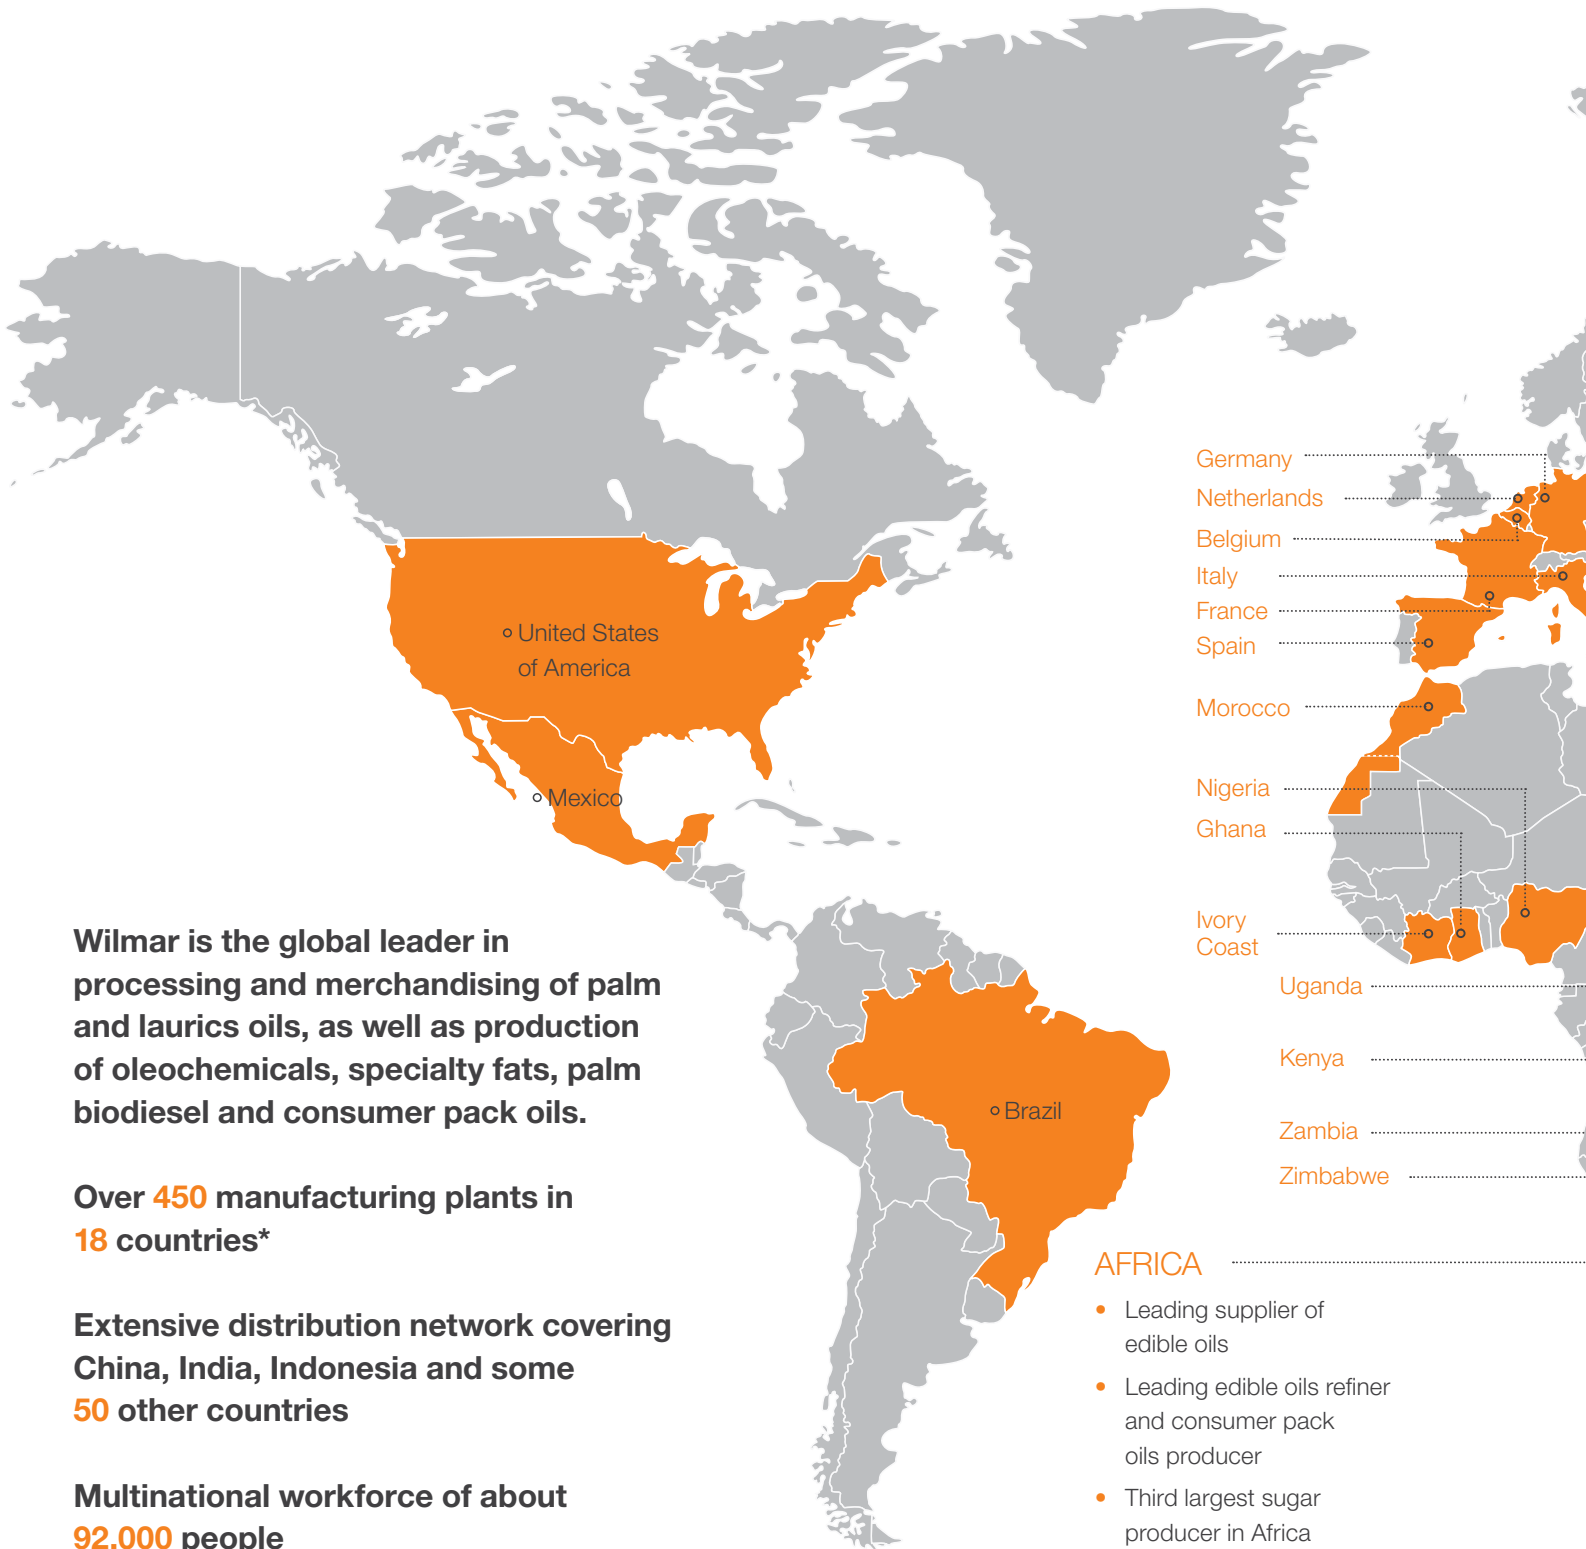 Germany
Netherlands
Belgium
Italy
France
Spain
United States
of America
Morocco
Mexico
Nigeria
Ghana
Ivory
Coast
Uganda
Kenya
Zambia
Zimbabwe
Brazil
Wilmar is the global leader in
processing and merchandising of palm
and laurics oils, as well as production
of oleochemicals, specialty fats, palm
biodiesel and consumer pack oils.
Over 450 manufacturing plants in
18 countries*
Extensive distribution network covering
China, India, Indonesia and some
50 other countries
Multinational workforce of about
92,000 people
AFRICA
• Leading supplier of
edible oils
• Leading edible oils refiner
and consumer pack
oils producer
• Third largest sugar
producer in Africa